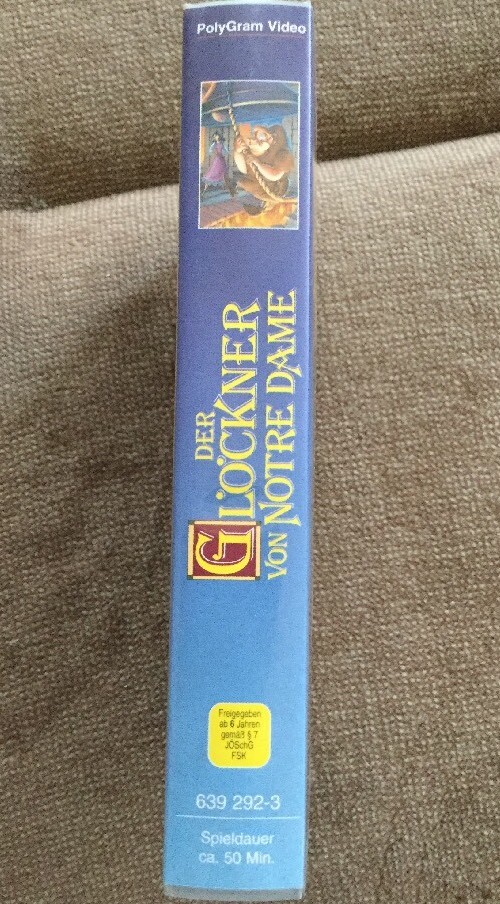 PolyGram Video
DER
GLÖCKNER
VON NOTRE DAME
Freigegeben
ab 6 Jahren
gemäß § 7
JÖSchG
FSK
639 292-3
Spieldauer
ca. 50 Min.